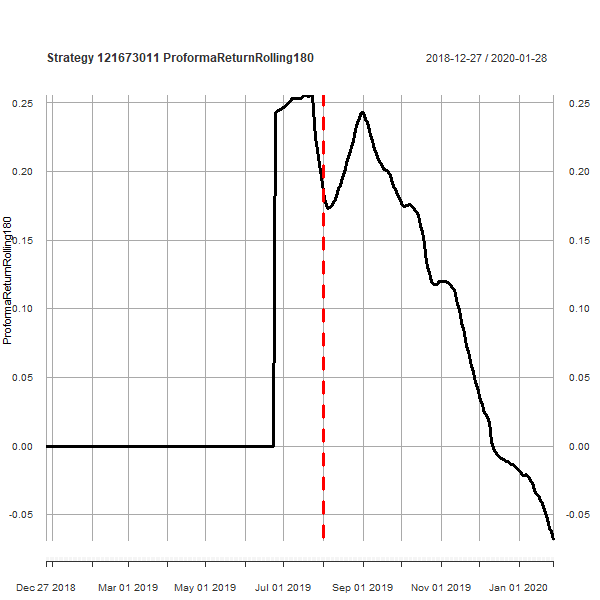 Strategy 121673011 ProformaReturnRolling180 2018-12-27 / 2020-01-28
0.25 0.25
0.20 0.20
0.15 0.15
0.10 0.10
0.05 0.05
0.00 0.00
-0.05 -0.05
ProformaReturnRolling180
Dec 27 2018 Mar 01 2019 May 01 2019 Jul 01 2019 Sep 01 2019 Nov 01 2019 Jan 01 2020